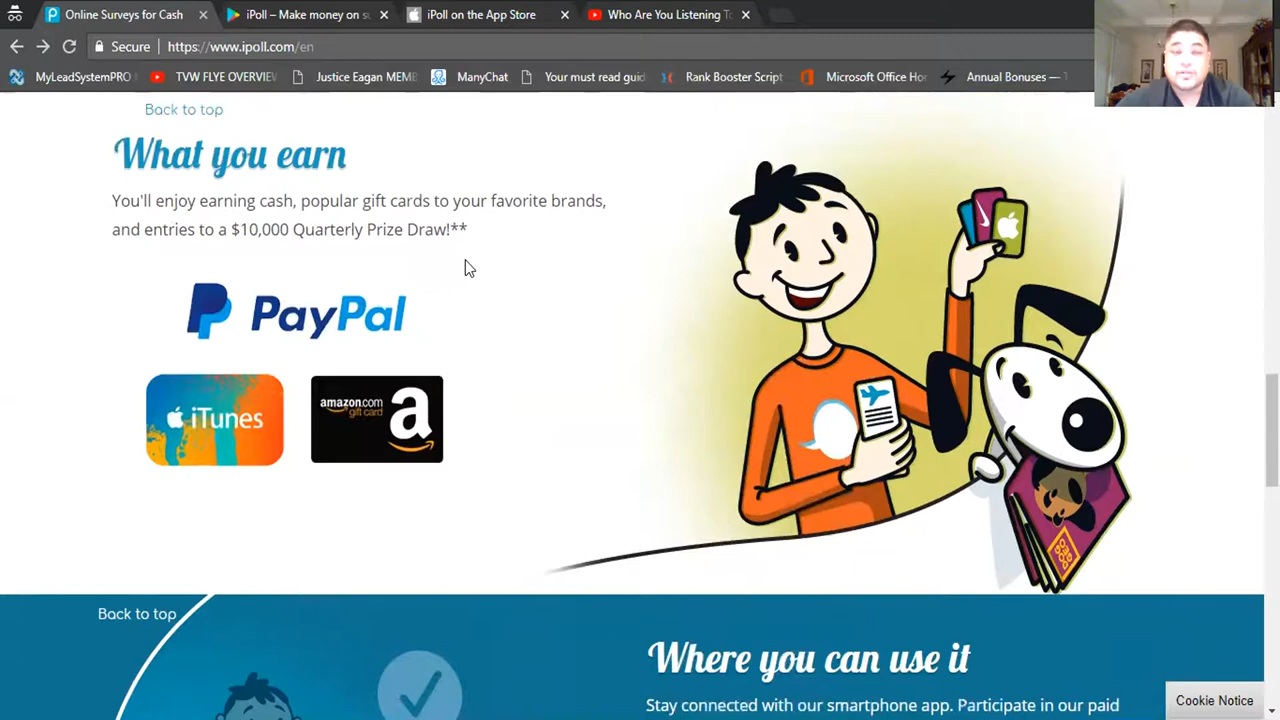 Online Surveys for Cash
iPoll – Make money on su
iPoll on the App Store
Who Are You Listening To
Secure
https://www.ipoll.com/en
MyLeadSystemPRO
TVW FLYE OVERVIEW
Justice Eagan MEMB
ManyChat
Your must read guid
Rank Booster Script
Microsoft Office Hom
Annual Bonuses —
Back to top
What you earn
You'll enjoy earning cash, popular gift cards to your favorite brands,
and entries to a $10,000 Quarterly Prize Draw!**
PayPal
iTunes
amazon.com
gift card
a
Back to top
Where you can use it
Stay connected with our smartphone app. Participate in our paid
Cookie Notice